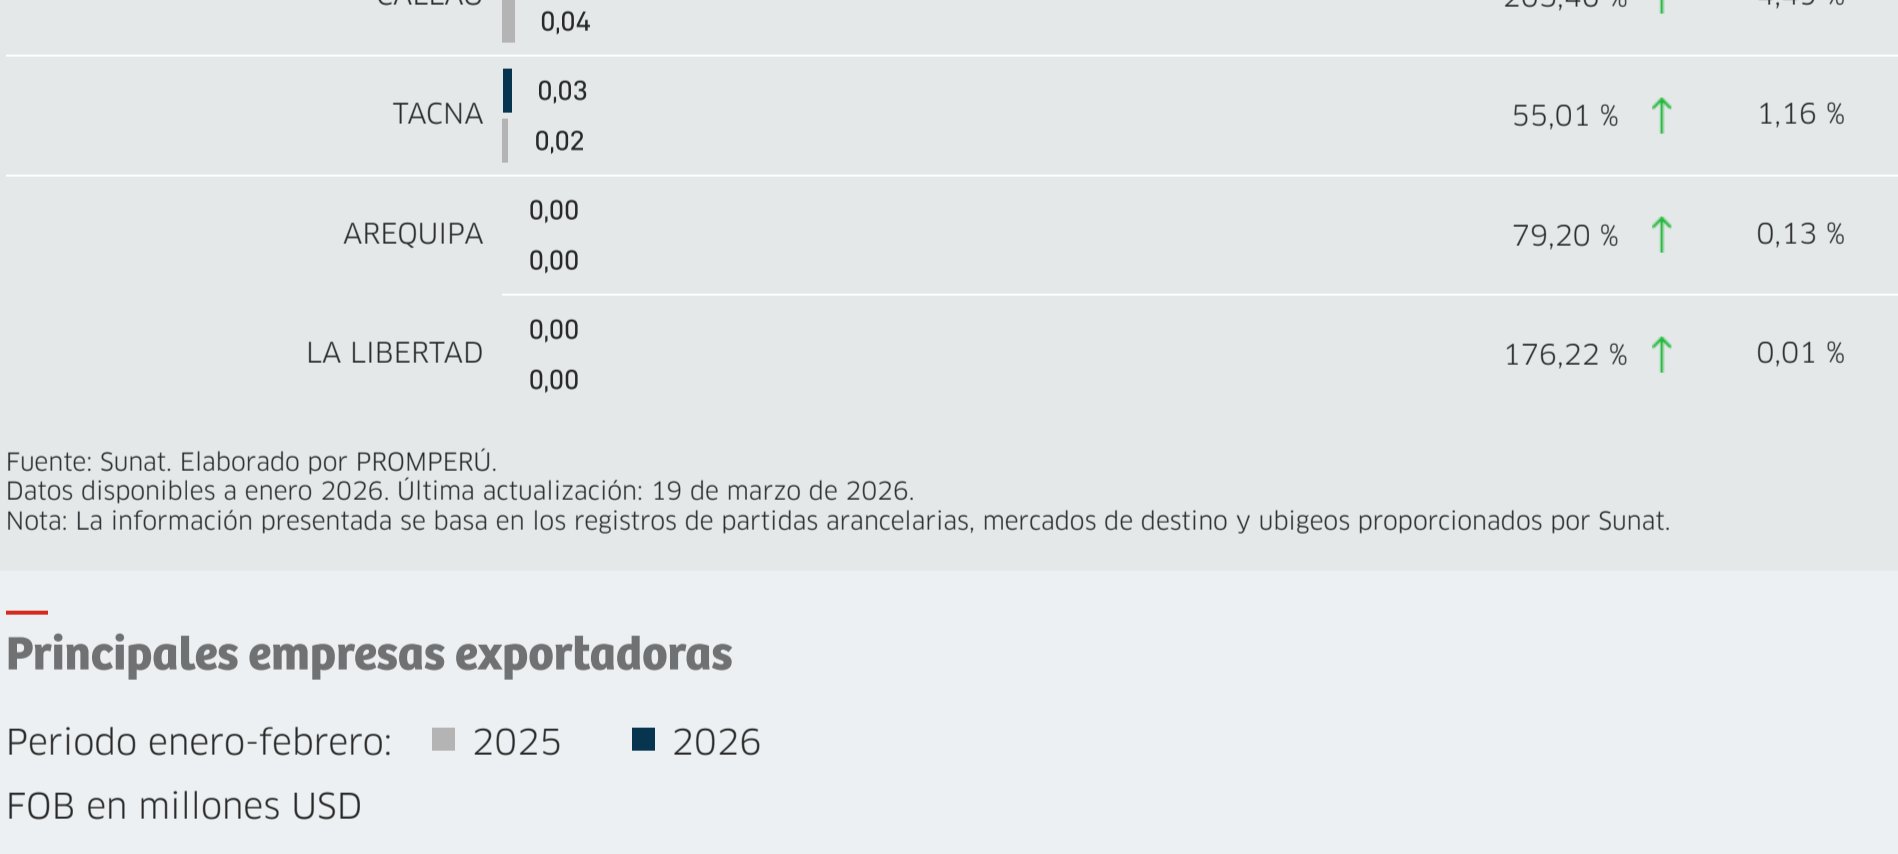 0,04
TACNA 0,03 0,02 55,01 % 1,16 %
AREQUIPA 0,00 0,00 79,20 % 0,13 %
LA LIBERTAD 0,00 0,00 176,22 % 0,01 %
Fuente: Sunat. Elaborado por PROMPERÚ.
Datos disponibles a enero 2026. Última actualización: 19 de marzo de 2026.
Nota: La información presentada se basa en los registros de partidas arancelarias, mercados de destino y ubigeos proporcionados por Sunat.
Principales empresas exportadoras
Periodo enero-febrero: 2025 2026
FOB en millones USD